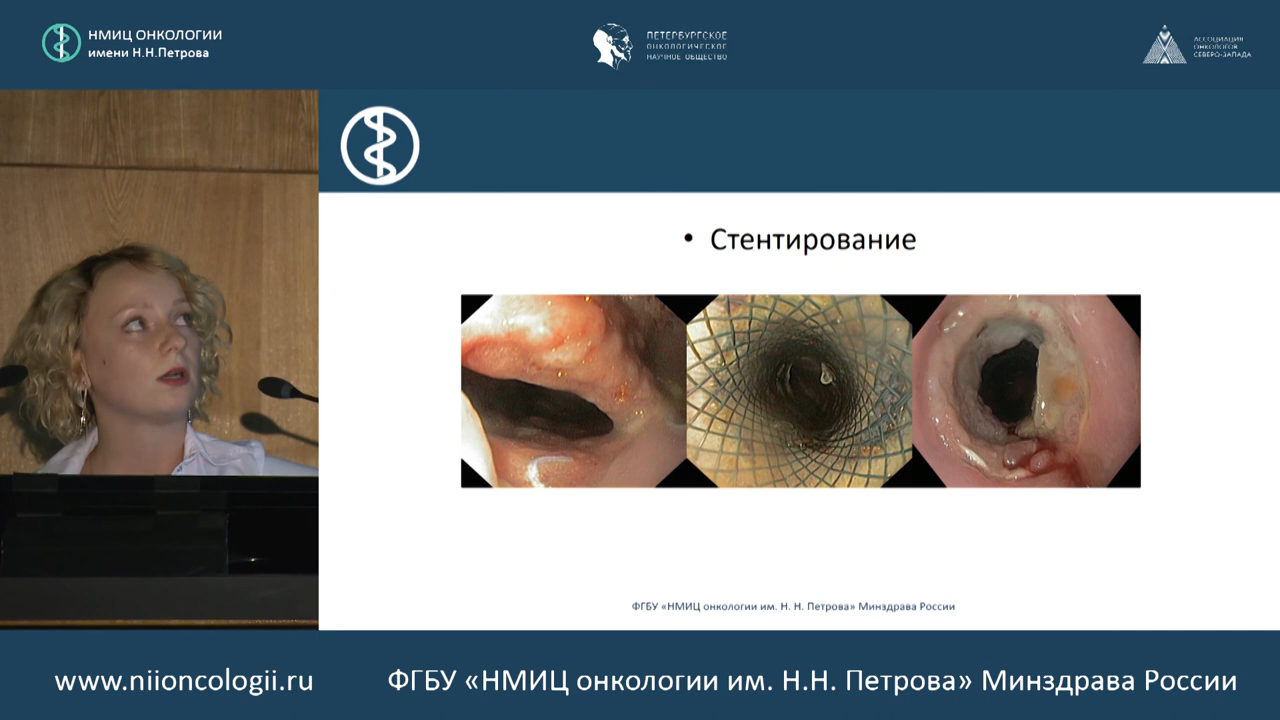 НМИЦ ОНКОЛОГИИ
имени Н.Н.Петрова
ПЕТЕРБУРГСКОЕ
ОНКОЛОГИЧЕСКОЕ
НАУЧНОЕ ОБЩЕСТВО
АССОЦИАЦИЯ
ОНКОЛОГОВ
СЕВЕРО-ЗАПАДА
• Стентирование
ФГБУ «НМИЦ онкологии им. Н. Н. Петрова» Минздрава России
www.niioncologii.ru
ФГБУ «НМИЦ онкологии им. Н.Н. Петрова» Минздрава России